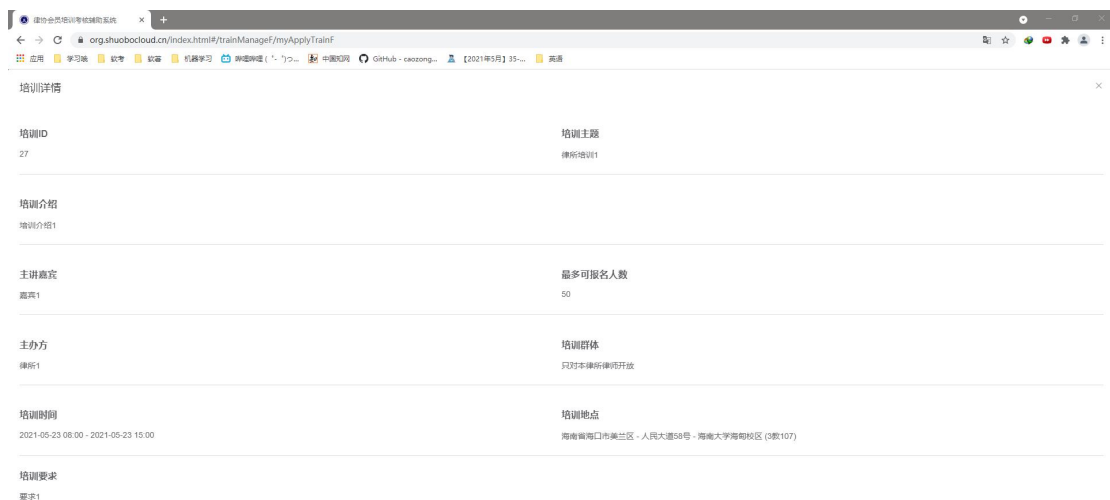 律协会员培训考核辅助系统
org.shuobocloud.cn/index.html#/trainManageF/myApplyTrainF
应用 学习城 软考 软著 机器学习 哔哩哔哩 ( ゜- ゜)つ... 中国知网 GitHub - caozong... 【2021年5月】35-... 英语
培训详情
培训ID 培训主题
27 律所培训1
培训介绍
培训介绍1
主讲嘉宾 最多可报名人数
嘉宾1 50
主办方 培训群体
律所1 只对本律所律师开放
培训时间 培训地点
2021-05-23 08:00 - 2021-05-23 15:00 海南省海口市美兰区 - 人民大道58号 - 海南大学海甸校区 (3教107)
培训要求
要求1